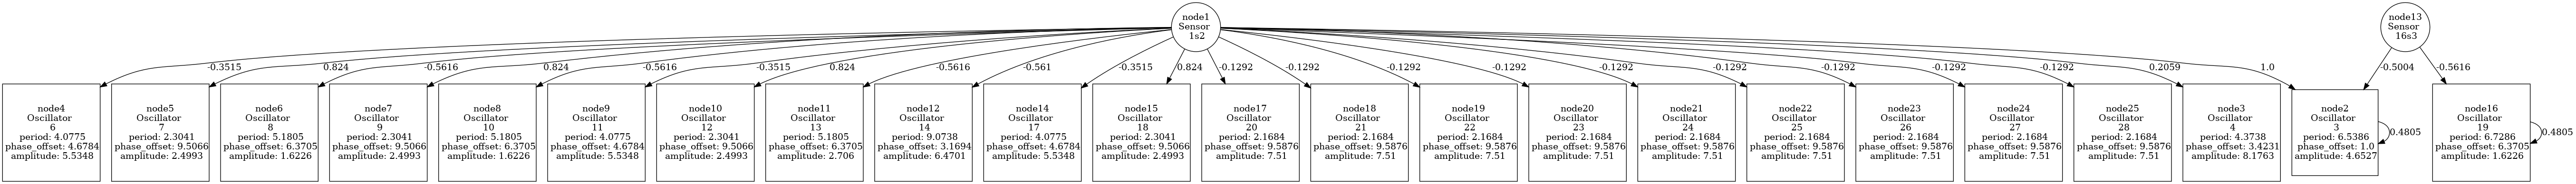 node1
Sensor
1s2
node13
Sensor
16s3
-0.3515
0.824
-0.5616
0.824
-0.5616
-0.3515
0.824
-0.5616
-0.561
-0.3515
0.824
-0.1292
-0.1292
-0.1292
-0.1292
-0.1292
-0.1292
-0.1292
-0.1292
-0.1292
0.2059
1.0
-0.5004
-0.5616
node4
Oscillator
6
period: 4.0775
phase_offset: 4.6784
amplitude: 5.5348
node5
Oscillator
7
period: 2.3041
phase_offset: 9.5066
amplitude: 2.4993
node6
Oscillator
8
period: 5.1805
phase_offset: 6.3705
amplitude: 1.6226
node7
Oscillator
9
period: 2.3041
phase_offset: 9.5066
amplitude: 2.4993
node8
Oscillator
10
period: 5.1805
phase_offset: 6.3705
amplitude: 1.6226
node9
Oscillator
11
period: 4.0775
phase_offset: 4.6784
amplitude: 5.5348
node10
Oscillator
12
period: 2.3041
phase_offset: 9.5066
amplitude: 2.4993
node11
Oscillator
13
period: 5.1805
phase_offset: 6.3705
amplitude: 2.706
node12
Oscillator
14
period: 9.0738
phase_offset: 3.1694
amplitude: 6.4701
node14
Oscillator
17
period: 4.0775
phase_offset: 4.6784
amplitude: 5.5348
node15
Oscillator
18
period: 2.3041
phase_offset: 9.5066
amplitude: 2.4993
node17
Oscillator
20
period: 2.1684
phase_offset: 9.5876
amplitude: 7.51
node18
Oscillator
21
period: 2.1684
phase_offset: 9.5876
amplitude: 7.51
node19
Oscillator
22
period: 2.1684
phase_offset: 9.5876
amplitude: 7.51
node20
Oscillator
23
period: 2.1684
phase_offset: 9.5876
amplitude: 7.51
node21
Oscillator
24
period: 2.1684
phase_offset: 9.5876
amplitude: 7.51
node22
Oscillator
25
period: 2.1684
phase_offset: 9.5876
amplitude: 7.51
node23
Oscillator
26
period: 2.1684
phase_offset: 9.5876
amplitude: 7.51
node24
Oscillator
27
period: 2.1684
phase_offset: 9.5876
amplitude: 7.51
node25
Oscillator
28
period: 2.1684
phase_offset: 9.5876
amplitude: 7.51
node3
Oscillator
4
period: 4.3738
phase_offset: 3.4231
amplitude: 8.1763
node2
Oscillator
3
period: 6.5386
phase_offset: 1.0
amplitude: 4.6527
0.4805
node16
Oscillator
19
period: 6.7286
phase_offset: 6.3705
amplitude: 1.6226
0.4805